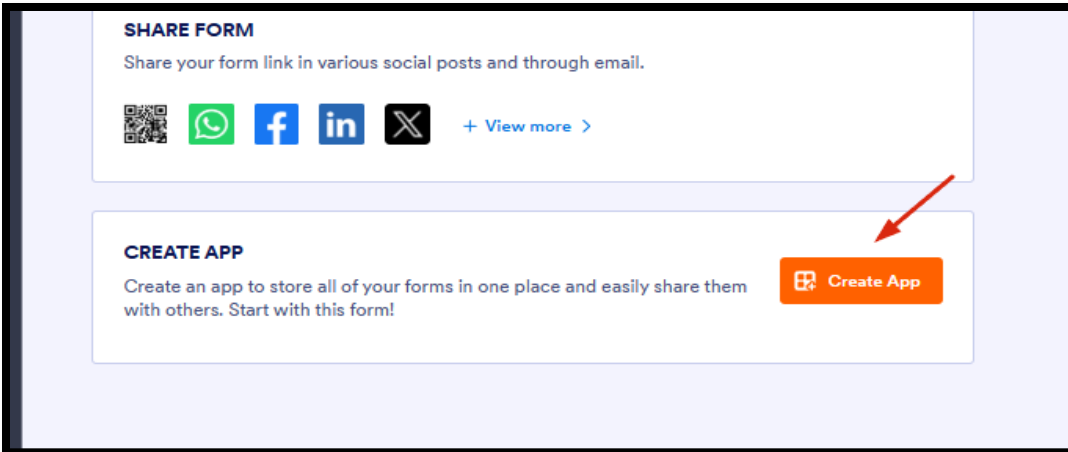 SHARE FORM
Share your form link in various social posts and through email.
+ View more >
CREATE APP
Create an app to store all of your forms in one place and easily share them
with others. Start with this form!
Create App